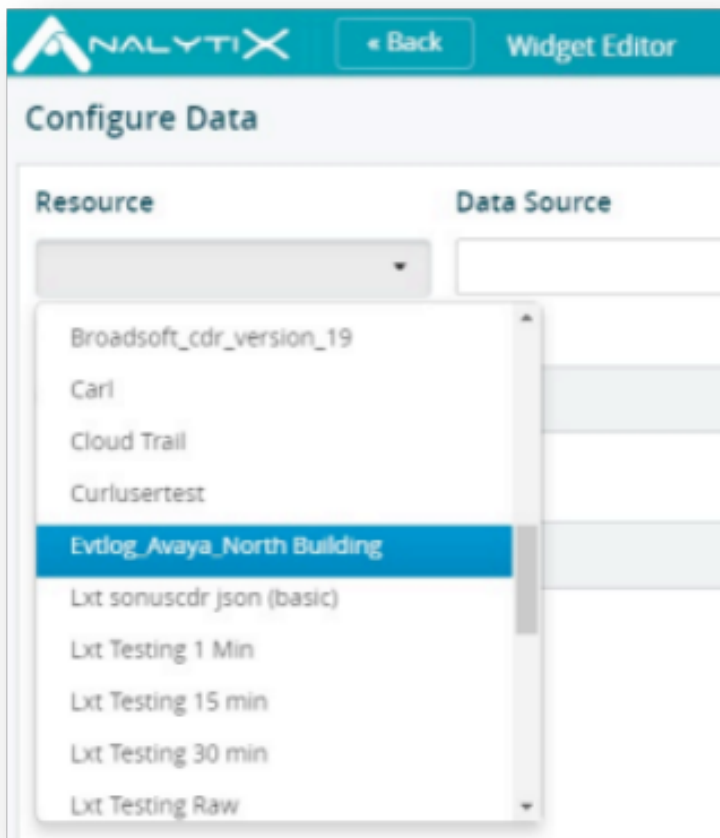 ANALYTIX « Back Widget Editor
Configure Data
Resource Data Source
Broadsoft_cdr_version_19
Carl
Cloud Trail
Curlusertest
Evtlog_Avaya_North Building
Lxt sonuscdr json (basic)
Lxt Testing 1 Min
Lxt Testing 15 min
Lxt Testing 30 min
Lxt Testing Raw